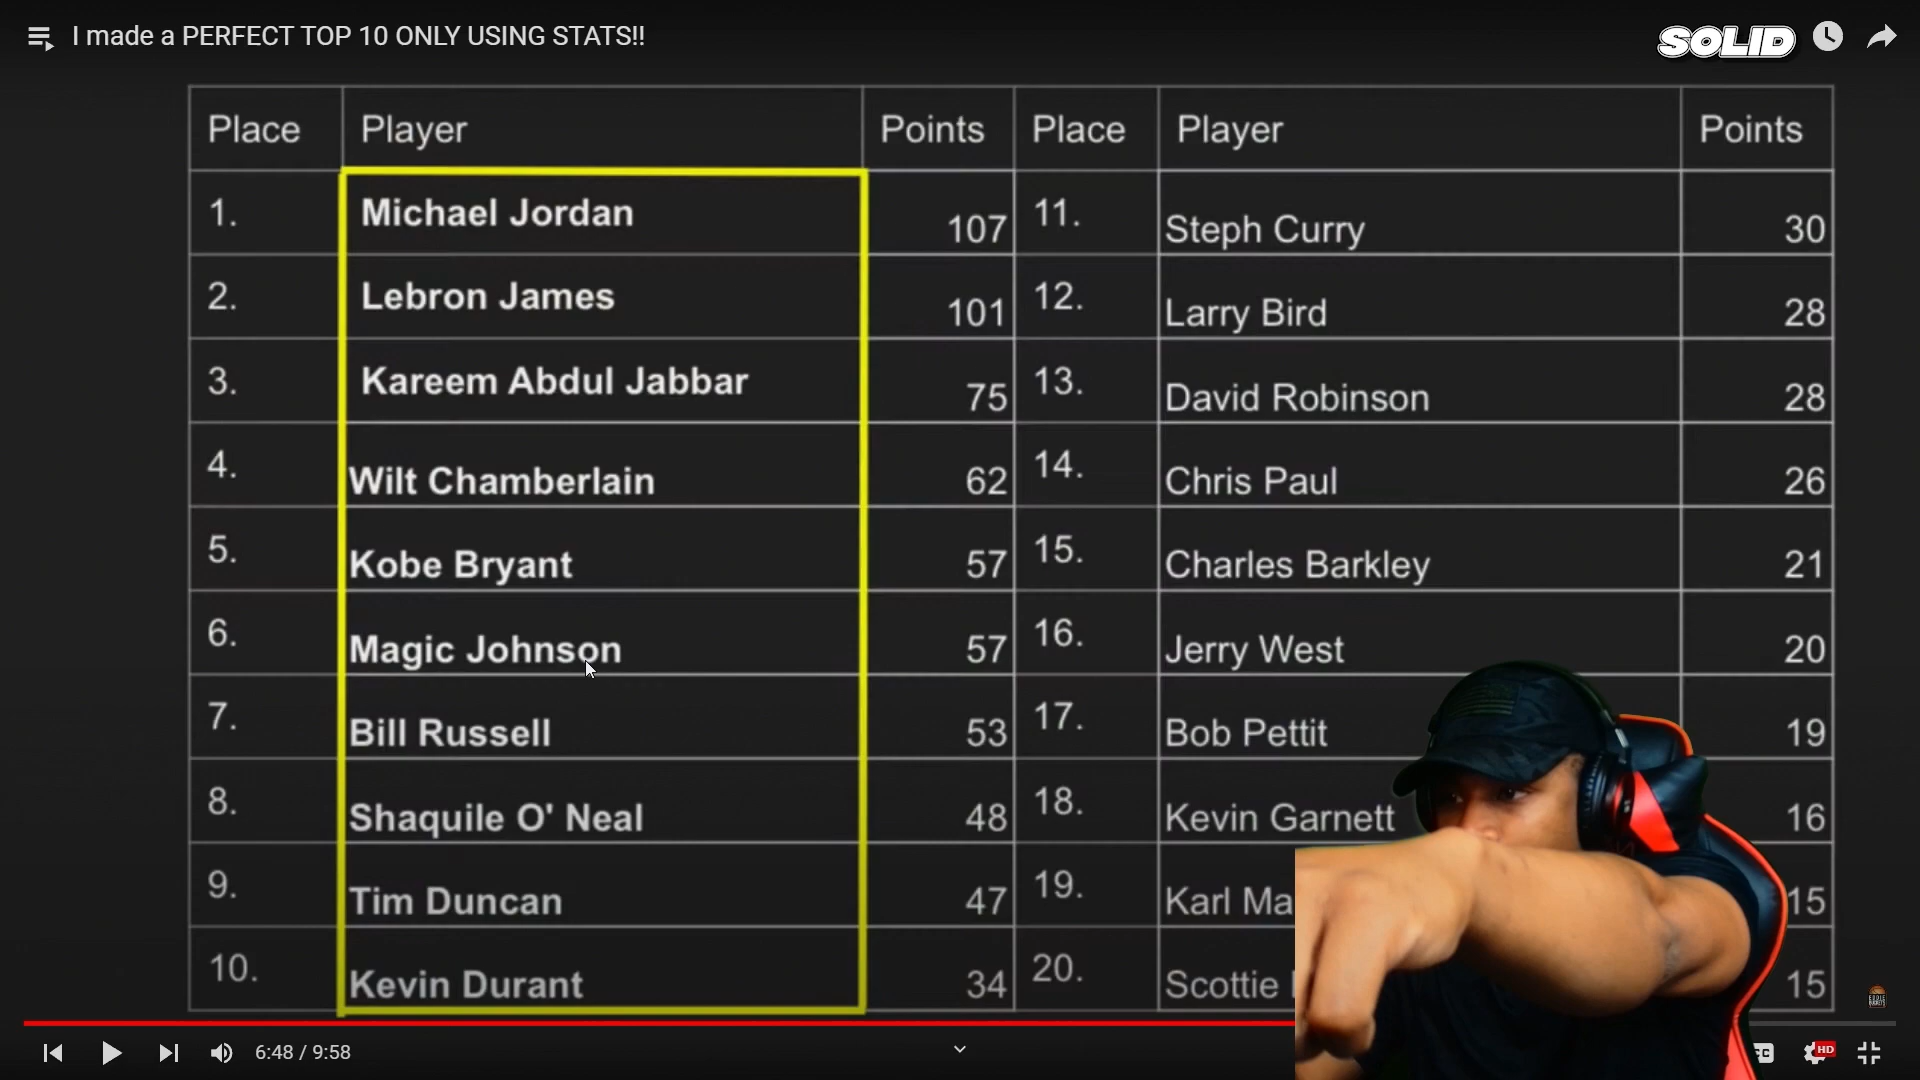 I made a PERFECT TOP 10 ONLY USING STATS!!
SOLID
Place Player Points Place Player Points
1. Michael Jordan 107 11. Steph Curry 30
2. Lebron James 101 12. Larry Bird 28
3. Kareem Abdul Jabbar 75 13. David Robinson 28
4. Wilt Chamberlain 62 14. Chris Paul 26
5. Kobe Bryant 57 15. Charles Barkley 21
6. Magic Johnson 57 16. Jerry West 20
7. Bill Russell 53 17. Bob Pettit 19
8. Shaquile O' Neal 48 18. Kevin Garnett 16
9. Tim Duncan 47 19. Karl 15
10. Kevin Durant 34 20. Scottie 15
6:48 / 9:58
HD